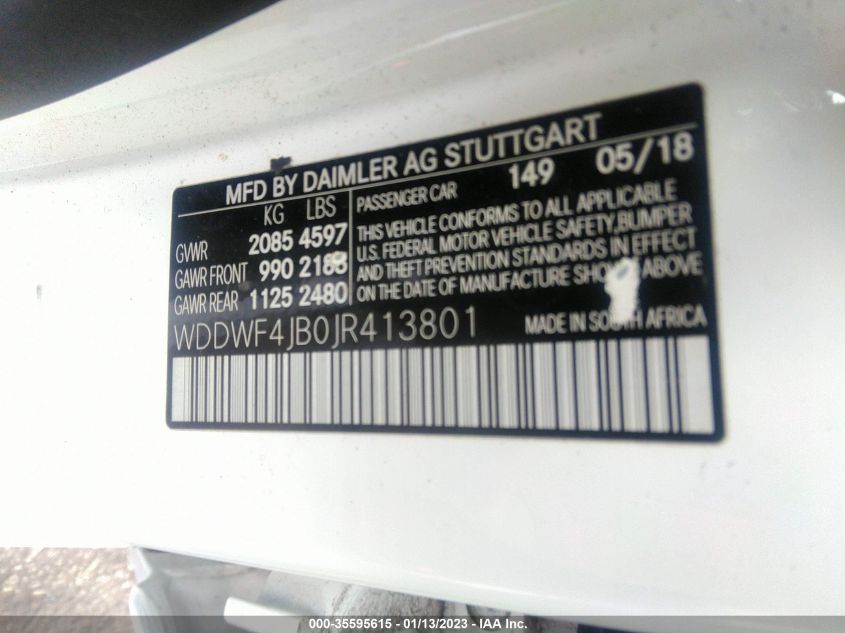 MFD BY DAIMLER AG STUTTGART
KG LBS
PASSENGER CAR 149 05/18
GVWR 2085 4597
GAWR FRONT 990 2183
GAWR REAR 1125 2480
THIS VEHICLE CONFORMS TO ALL APPLICABLE
U.S. FEDERAL MOTOR VEHICLE SAFETY,BUMPER
AND THEFT PREVENTION STANDARDS IN EFFECT
ON THE DATE OF MANUFACTURE SHOWN ABOVE
WDDWF4JB0JR413801
MADE IN SOUTH AFRICA
000-35595615 - 01/13/2023 - IAA Inc.